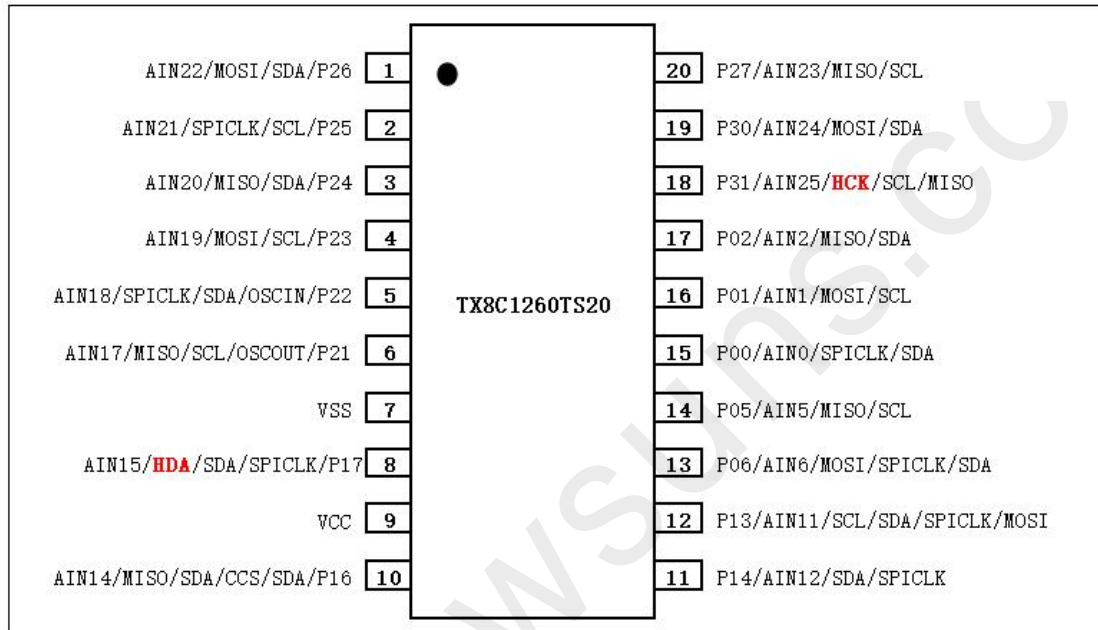 AIN22/MOSI/SDA/P26 1 20 P27/AIN23/MISO/SCL
AIN21/SPICLK/SCL/P25 2 19 P30/AIN24/MOSI/SDA
AIN20/MISO/SDA/P24 3 18 P31/AIN25/HCK/SCL/MISO
AIN19/MOSI/SCL/P23 4 17 P02/AIN2/MISO/SDA
AIN18/SPICLK/SDA/OSCIN/P22 5 16 P01/AIN1/MOSI/SCL
TX8C1260TS20
AIN17/MISO/SCL/OSCOUT/P21 6 15 P00/AIN0/SPICLK/SDA
VSS 7 14 P05/AIN5/MISO/SCL
AIN15/HDA/SDA/SPICLK/P17 8 13 P06/AIN6/MOSI/SPICLK/SDA
VCC 9 12 P13/AIN11/SCL/SDA/SPICLK/MOSI
AIN14/MISO/SDA/CCS/SDA/P16 10 11 P14/AIN12/SDA/SPICLK
wsuns.co